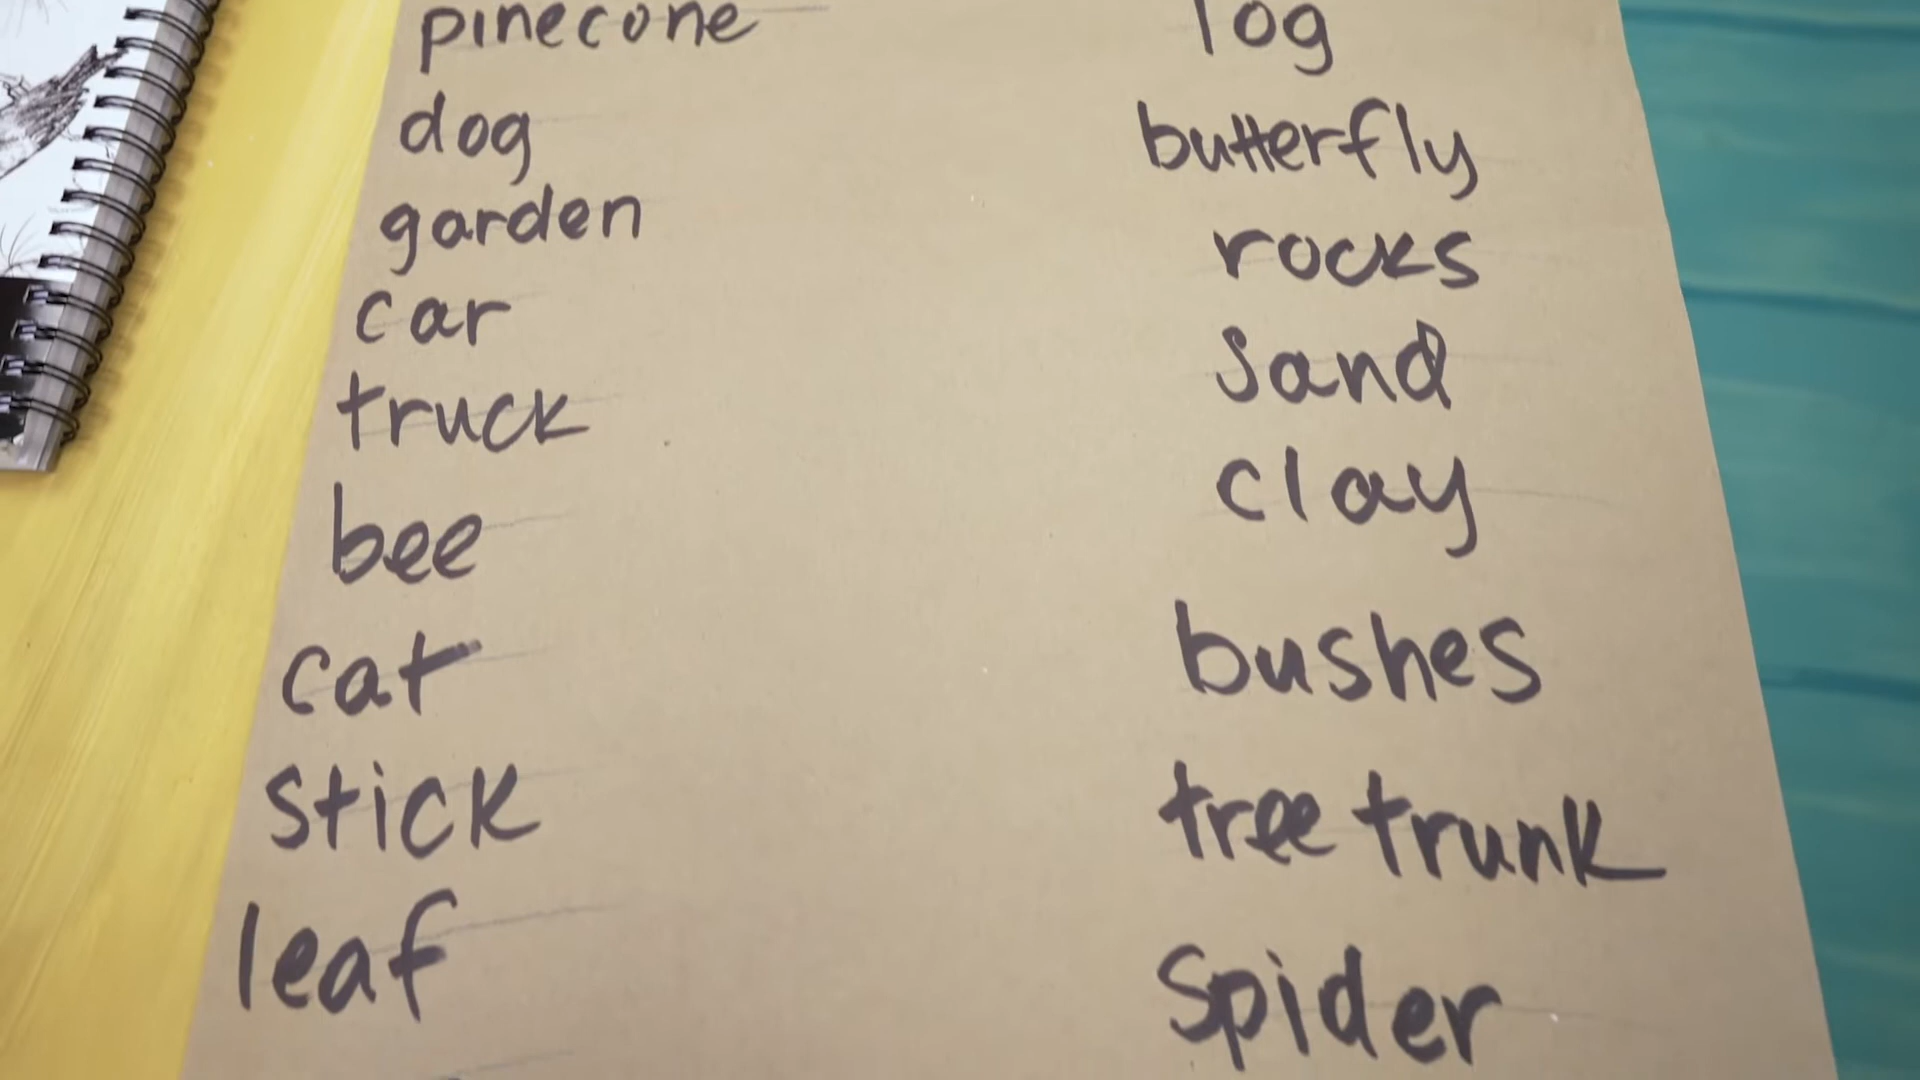 pinecone
dog
garden
car
truck
bee
cat
stick
leaf
log
butterfly
rocks
sand
clay
bushes
tree trunk
spider